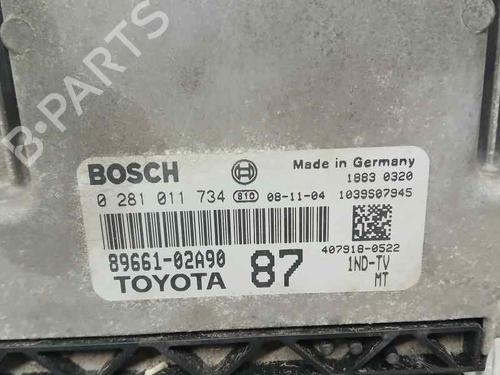 B-PARTS
BOSCH
Made in Germany
1883 0320
0 281 011 734 810 08-11-04 1039S07945
407918-0522
89661-02A90 87 1ND-TV
TOYOTA MT